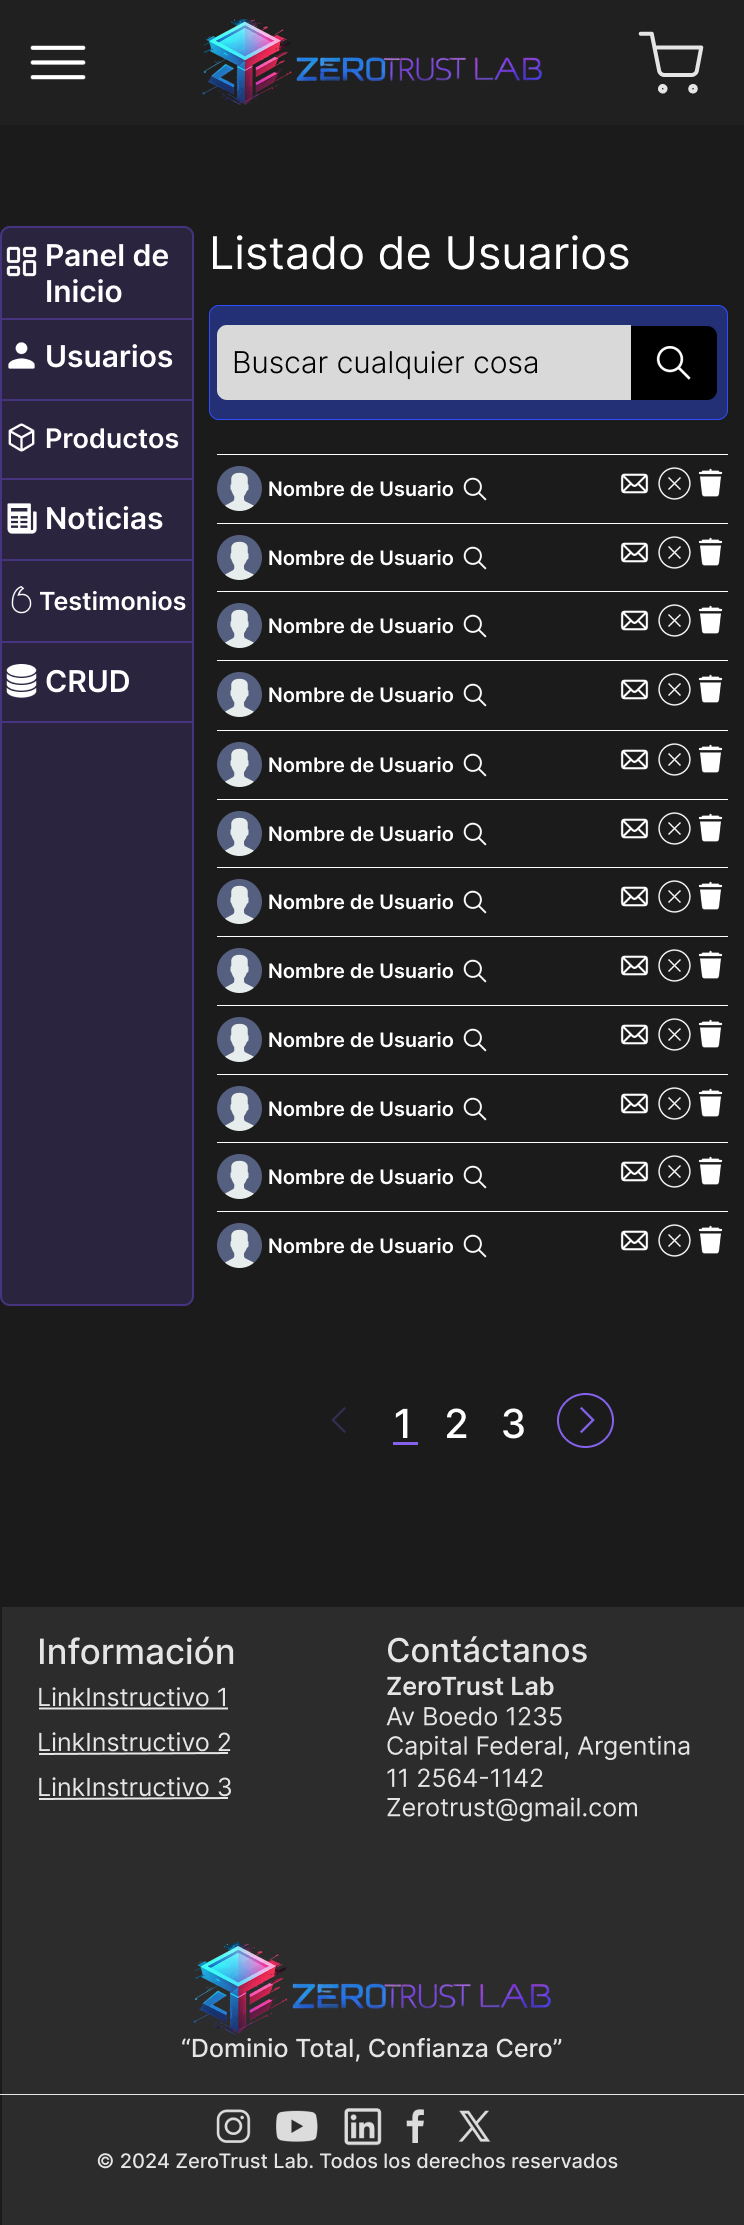 ZEROTRUST LAB
Panel de
Inicio
Usuarios
Productos
Noticias
Testimonios
CRUD
Listado de Usuarios
Buscar cualquier cosa
Nombre de Usuario
Nombre de Usuario
Nombre de Usuario
Nombre de Usuario
Nombre de Usuario
Nombre de Usuario
Nombre de Usuario
Nombre de Usuario
Nombre de Usuario
Nombre de Usuario
Nombre de Usuario
Nombre de Usuario
1 2 3
Información
LinkInstructivo 1
LinkInstructivo 2
LinkInstructivo 3
Contáctanos
ZeroTrust Lab
Av Boedo 1235
Capital Federal, Argentina
11 2564-1142
Zerotrust@gmail.com
ZEROTRUST LAB
“Dominio Total, Confianza Cero”
© 2024 ZeroTrust Lab. Todos los derechos reservados